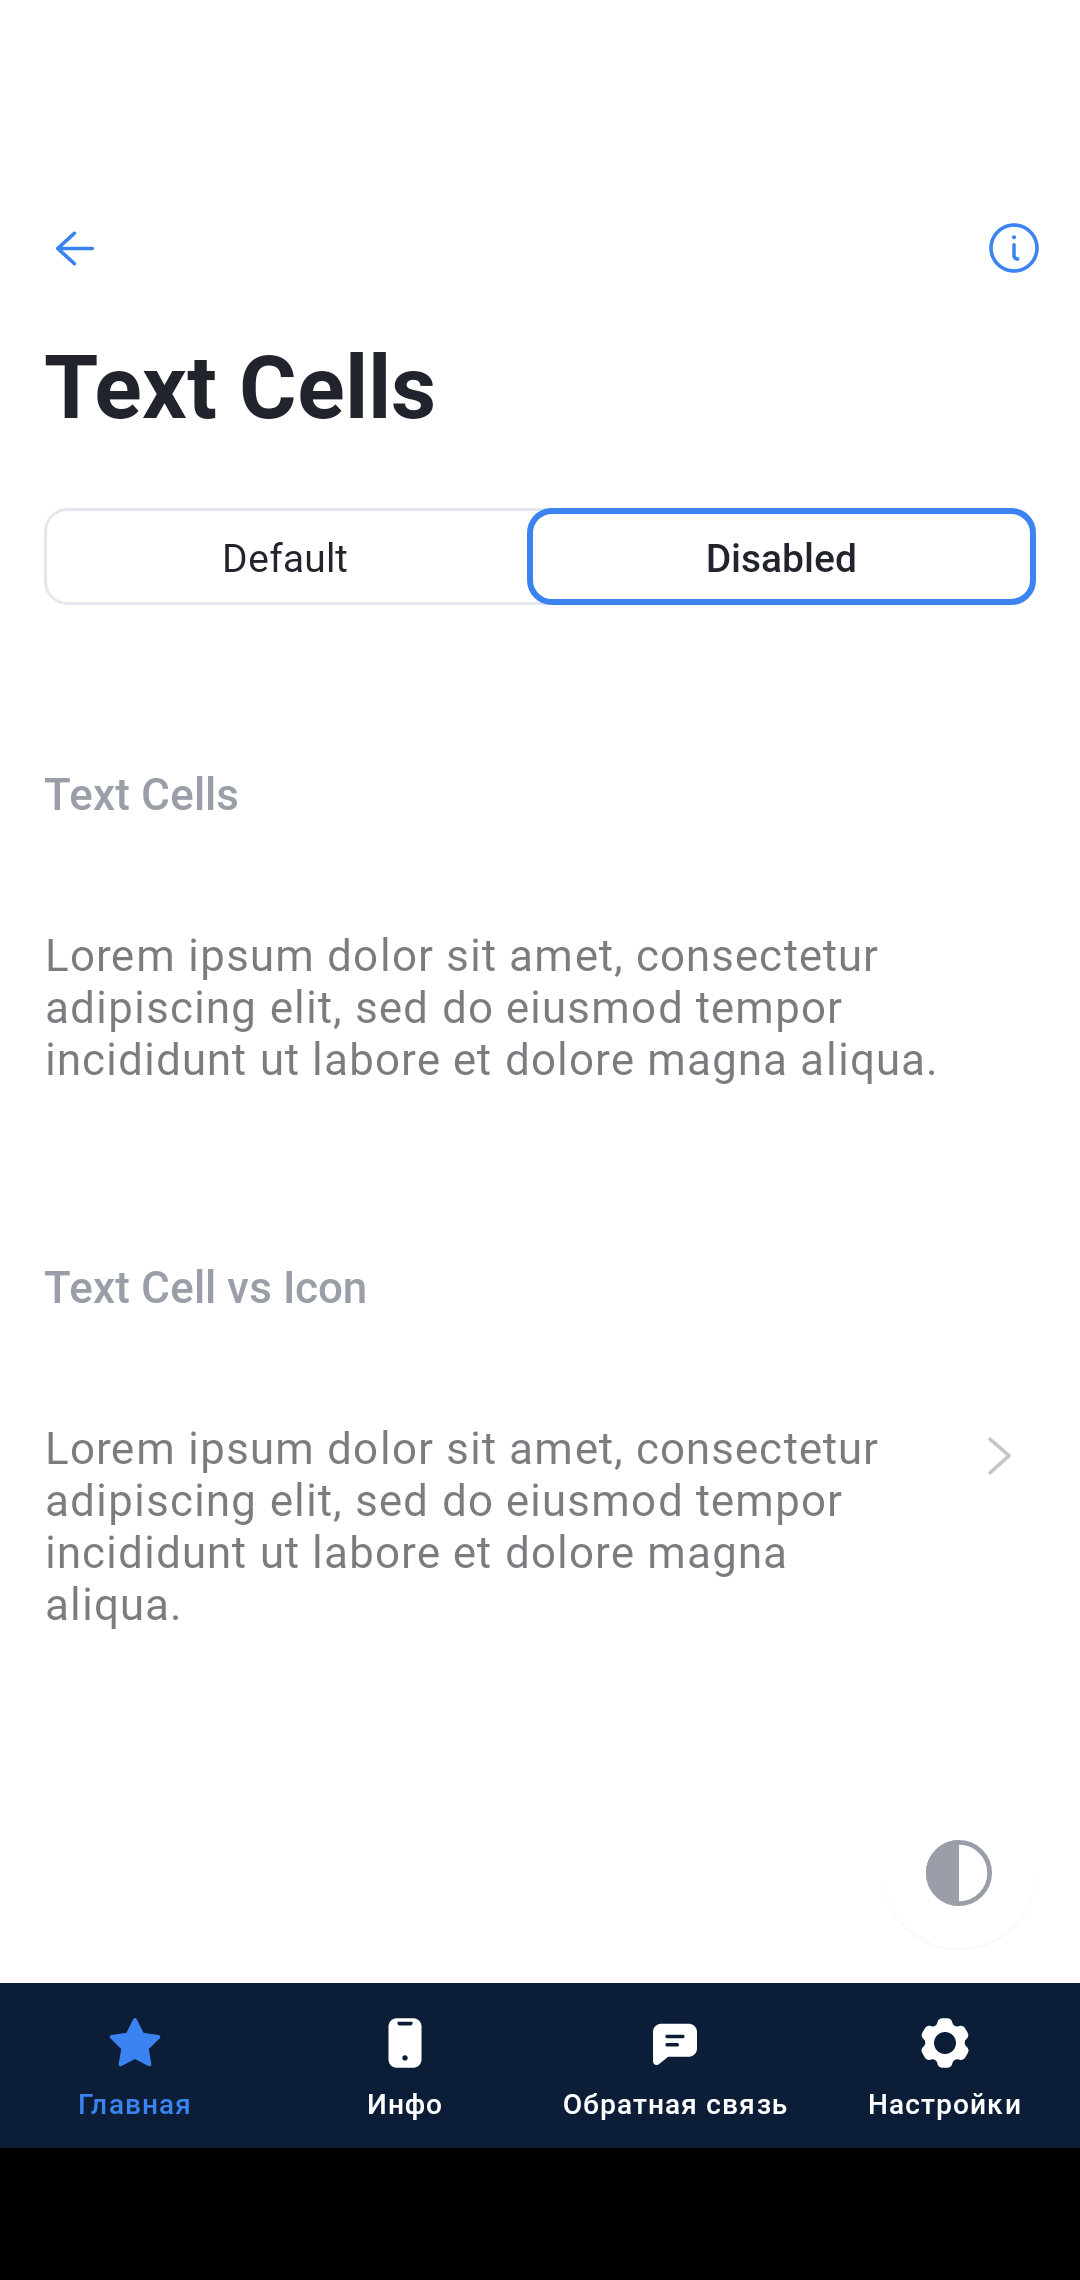 Text Cells
Default
Disabled
Text Cells
Lorem ipsum dolor sit amet, consectetur
adipiscing elit, sed do eiusmod tempor
incididunt ut labore et dolore magna aliqua.
Text Cell vs Icon
Lorem ipsum dolor sit amet, consectetur
adipiscing elit, sed do eiusmod tempor
incididunt ut labore et dolore magna
aliqua.
Главная
Инфо
Обратная связь
Настройки